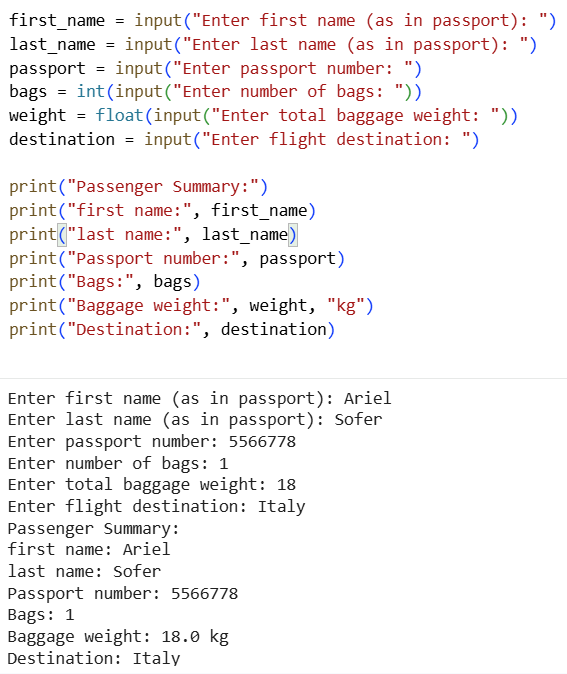 first_name = input("Enter first name (as in passport): ")
last_name = input("Enter last name (as in passport): ")
passport = input("Enter passport number: ")
bags = int(input("Enter number of bags: "))
weight = float(input("Enter total baggage weight: "))
destination = input("Enter flight destination: ")
print("Passenger Summary:")
print("first name:", first_name)
print("last name:", last_name)
print("Passport number:", passport)
print("Bags:", bags)
print("Baggage weight:", weight, "kg")
print("Destination:", destination)
Enter first name (as in passport): Ariel
Enter last name (as in passport): Sofer
Enter passport number: 5566778
Enter number of bags: 1
Enter total baggage weight: 18
Enter flight destination: Italy
Passenger Summary:
first name: Ariel
last name: Sofer
Passport number: 5566778
Bags: 1
Baggage weight: 18.0 kg
Destination: Italy